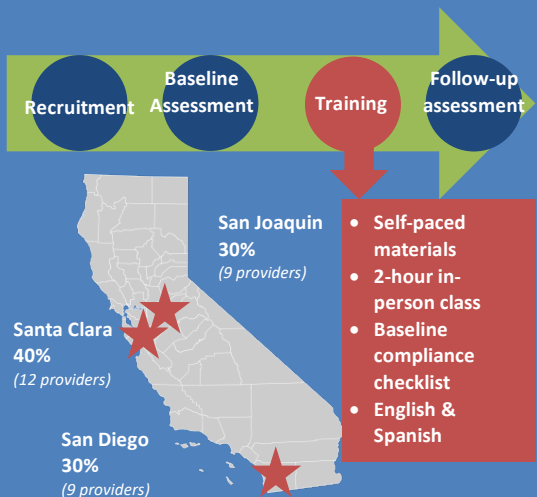 Recruitment
Baseline
Assessment
Training
Follow-up
assessment
San Joaquin
30%
(9 providers)
Santa Clara
40%
(12 providers)
San Diego
30%
(9 providers)
• Self-paced
materials
• 2-hour in-
person class
• Baseline
compliance
checklist
• English &
Spanish